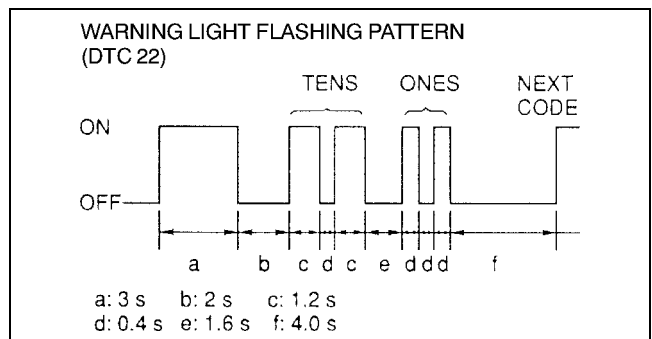 WARNING LIGHT FLASHING PATTERN
(DTC 22)
TENS ONES NEXT
CODE
ON
OFF
a b c d c e d d d f
a: 3 s b: 2 s c: 1.2 s
d: 0.4 s e: 1.6 s f: 4.0 s